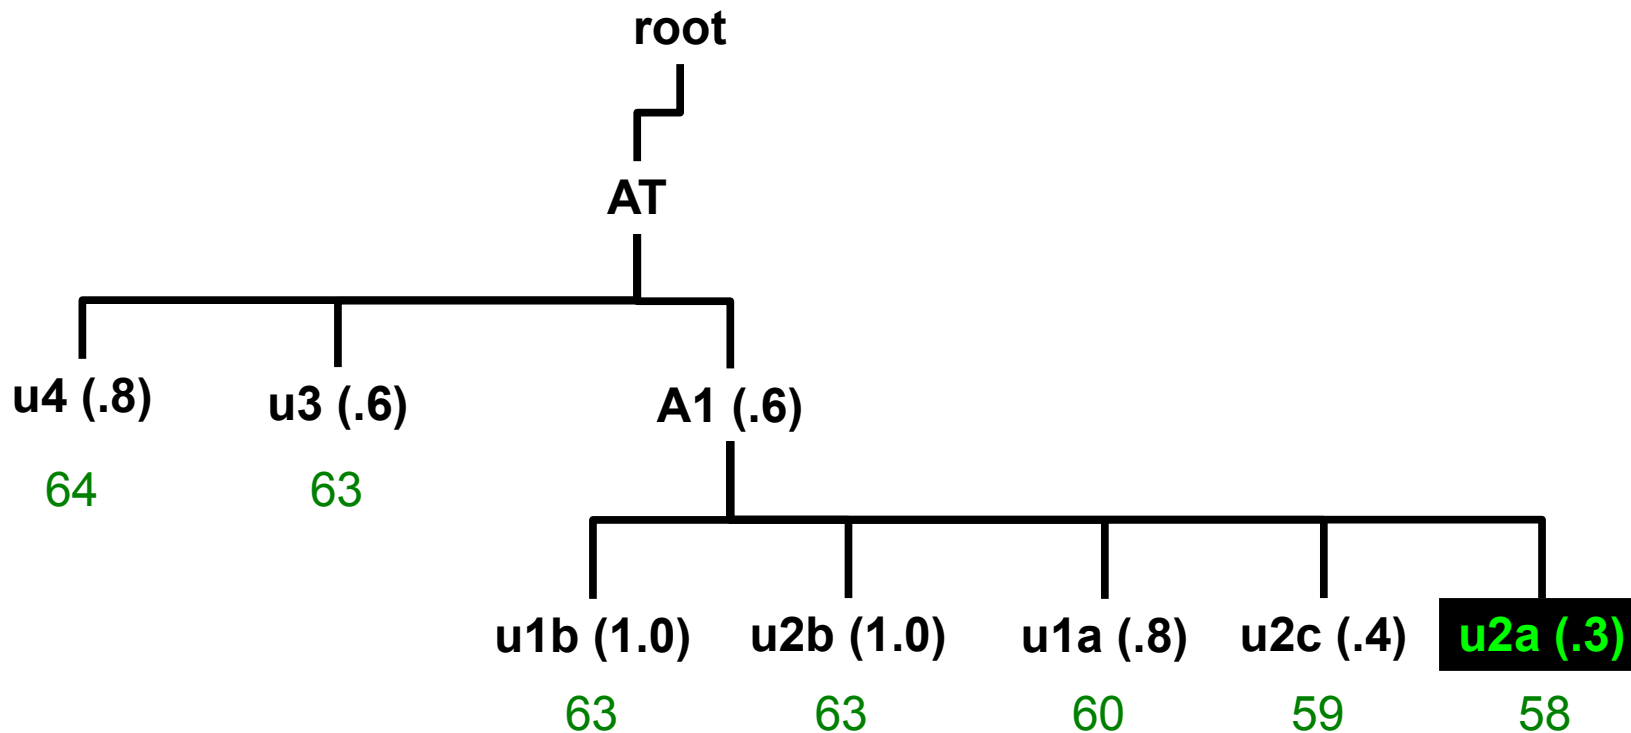 root
AT
u4 (.8) u3 (.6) A1 (.6)
64 63
u1b (1.0) u2b (1.0) u1a (.8) u2c (.4) u2a (.3)
63 63 60 59 58